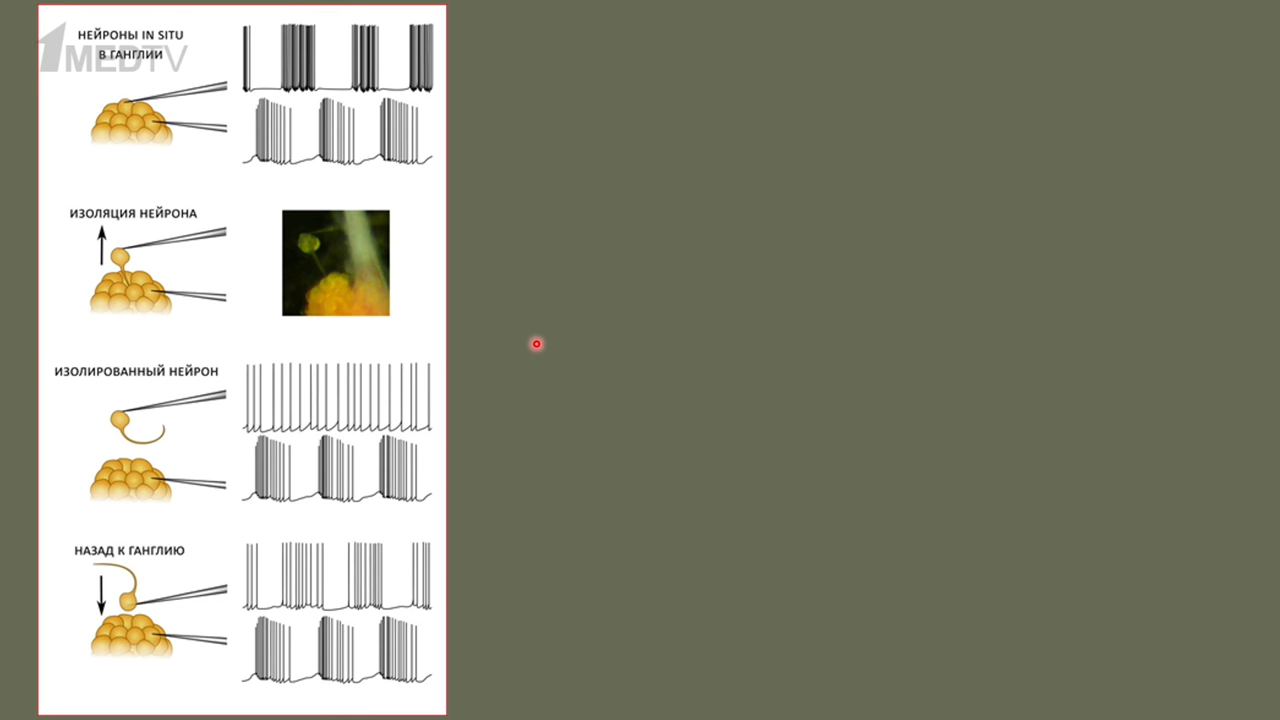 НЕЙРОНЫ IN SITU
В ГАНГЛИИ
1MEDTV
ИЗОЛЯЦИЯ НЕЙРОНА
ИЗОЛИРОВАННЫЙ НЕЙРОН
НАЗАД К ГАНГЛИЮ